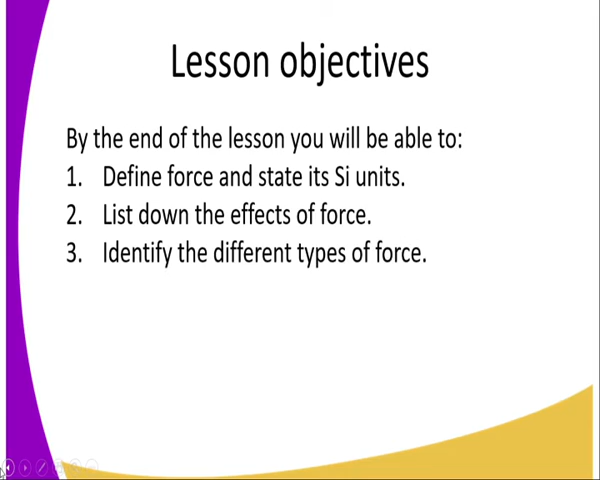 Lesson objectives
By the end of the lesson you will be able to:
1. Define force and state its Si units.
2. List down the effects of force.
3. Identify the different types of force.